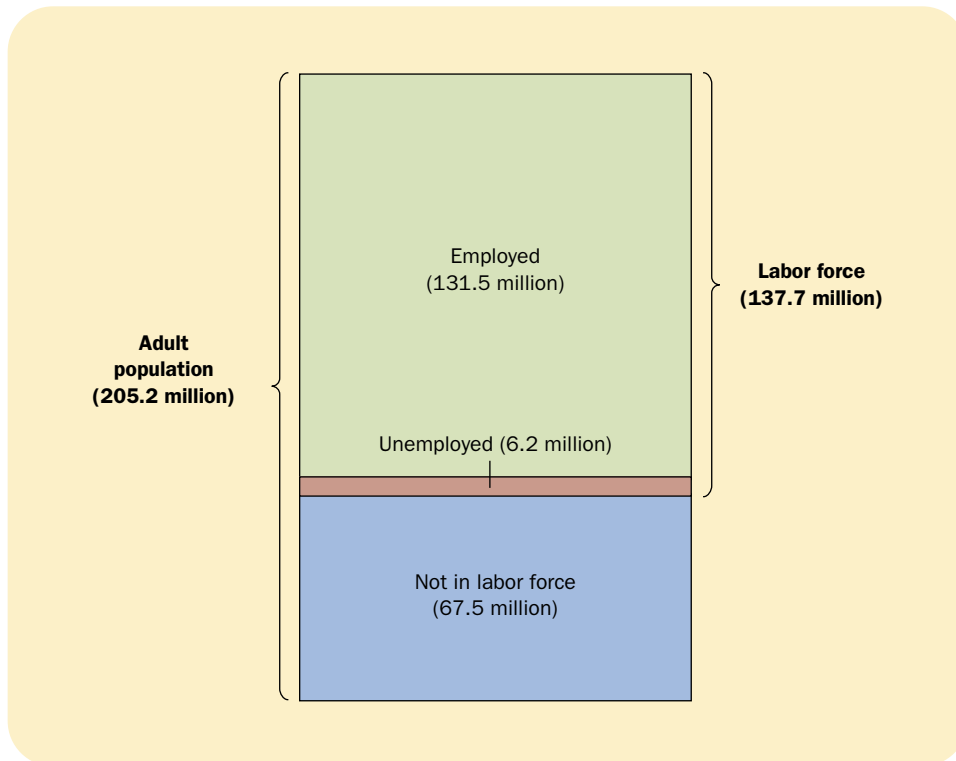 Employed
(131.5 million)
Labor force
(137.7 million)
Adult
population
(205.2 million)
Unemployed (6.2 million)
Not in labor force
(67.5 million)